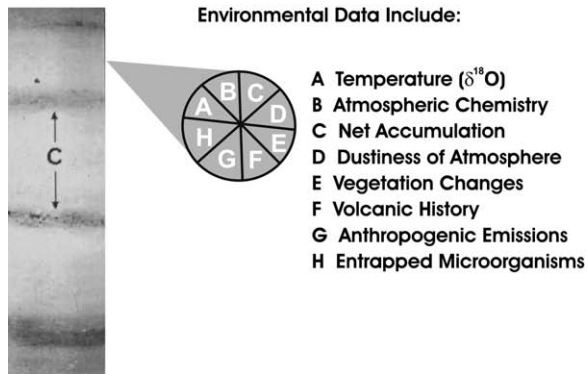 Environmental Data Include:
C
A
B
C
D
E
F
G
H
A Temperature (δ¹⁸O)
B Atmospheric Chemistry
C Net Accumulation
D Dustiness of Atmosphere
E Vegetation Changes
F Volcanic History
G Anthropogenic Emissions
H Entrapped Microorganisms